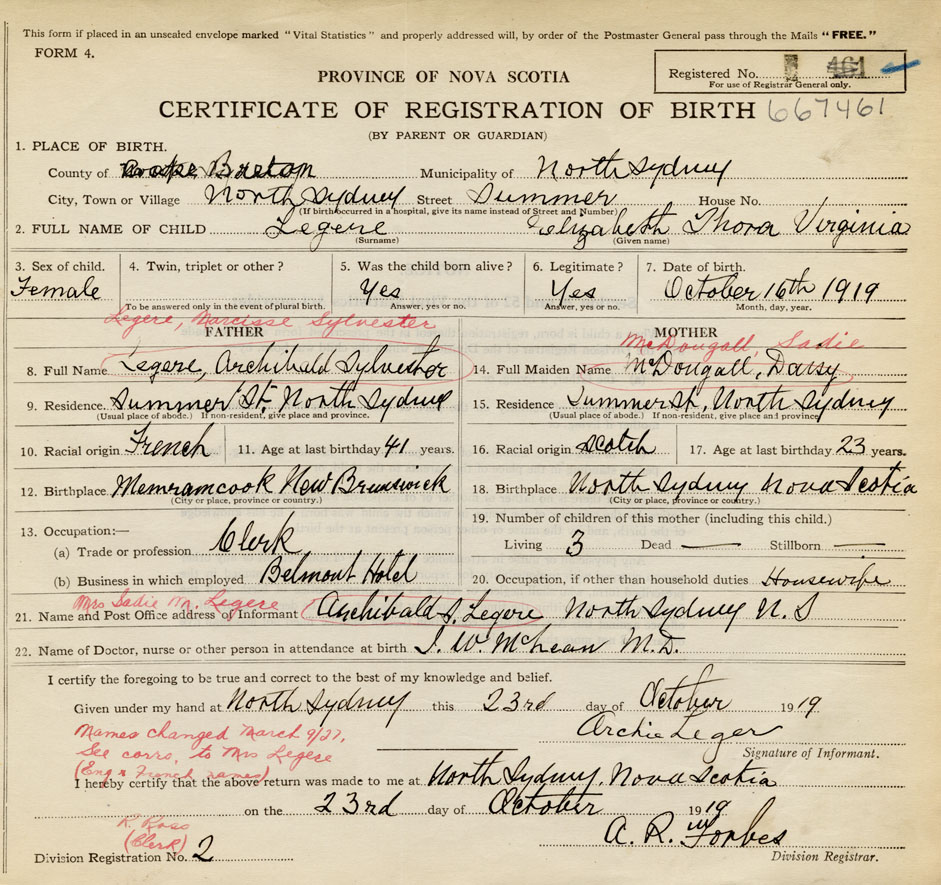 This form if placed in an unsealed envelope marked "Vital Statistics" and properly addressed will, by order of the Postmaster General pass through the Mails "FREE."
FORM 4.
PROVINCE OF NOVA SCOTIA
Registered No. 461
For use of Registrar General only.
CERTIFICATE OF REGISTRATION OF BIRTH 667461
(BY PARENT OR GUARDIAN)
1. PLACE OF BIRTH.
County of Cape Breton Municipality of North Sydney
City, Town or Village North Sydney Street Summer House No.
(If birth occurred in a hospital, give its name instead of Street and Number)
2. FULL NAME OF CHILD Legere Elizabeth Thora Virginia
(Surname) (Given name)
3. Sex of child. 4. Twin, triplet or other? 5. Was the child born alive? 6. Legitimate? 7. Date of birth.
Female Yes Yes October 16th 1919
To be answered only in the event of plural birth. Answer, yes or no. Answer, yes or no. Month, day, year.
Legere, Narcisse Sylvester
FATHER MOTHER
McDougall Sadie
8. Full Name Legere, Archibald Sylvester 14. Full Maiden Name McDougall, Daisy
9. Residence. Summer St. North Sydney 15. Residence Summer St, North Sydney
(Usual place of abode.) If non-resident, give place and province. (Usual place of abode.) If non-resident, give place and province.
10. Racial origin French 11. Age at last birthday 41 years. 16. Racial origin Scotch 17. Age at last birthday 23 years.
12. Birthplace Memramcook New Brunswick 18. Birthplace North Sydney Nova Scotia
(City or place, province or country.) (City or place, province or country.)
13. Occupation:— 19. Number of children of this mother (including this child.)
(a) Trade or profession Clerk Living 3 Dead — Stillborn —
(b) Business in which employed Belmont Hotel 20. Occupation, if other than household duties Housewife
Mrs Sadie M. Legere
21. Name and Post Office address of Informant Archibald S. Legere North Sydney N. S
22. Name of Doctor, nurse or other person in attendance at birth J. W. McLean M.D.
I certify the foregoing to be true and correct to the best of my knowledge and belief.
Given under my hand at North Sydney this 23rd day of October 1919
Names changed March 9/27, Archie Leger
See corro, to Mrs Legere Signature of Informant.
(Eng & French names)
I hereby certify that the above return was made to me at North Sydney, Nova Scotia
on the 23rd day of October 1919
K. Ross
(Clerk) A. R. Forbes
Division Registration No. 2 Division Registrar.